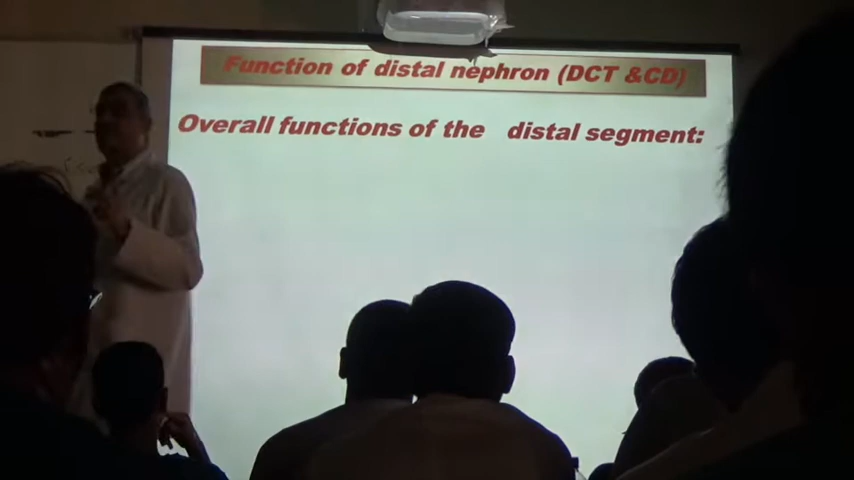 Function of distal nephron (DCT &CD)
Overall functions of the distal segment: